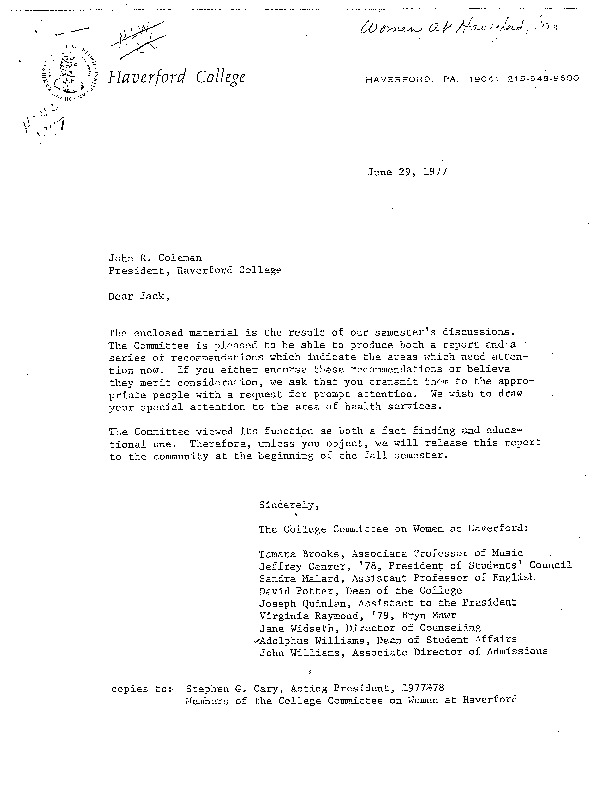 Women at Haverford,
Haverford College
HAVERFORD, PA. 19041 215-649-9600
June 29, 1977
John R. Coleman
President, Haverford College
Dear Jack,
The enclosed material is the result of our semester's discussions.
The Committee is pleased to be able to produce both a report and a
series of recommendations which indicate the areas which need atten-
tion now. If you either endorse these recommendations or believe
they merit consideration, we ask that you transmit them to the appro-
priate people with a request for prompt attention. We wish to draw
your special attention to the area of health services.
The Committee viewed its function as both a fact finding and educa-
tional one. Therefore, unless you object, we will release this report
to the community at the beginning of the fall semester.
Sincerely,
The College Committee on Women at Haverford:
Tamara Brooks, Associate Professor of Music
Jeffrey Genzer, '78, President of Students' Council
Sandra Malard, Assistant Professor of English
David Potter, Dean of the College
Joseph Quinlan, Assistant to the President
Virginia Raymond, '79, Bryn Mawr
Jane Widseth, Director of Counseling
Adolphus Williams, Dean of Student Affairs
John Williams, Associate Director of Admissions
copies to: Stephen G. Cary, Acting President, 1977-78
Members of the College Committee on Women at Haverford